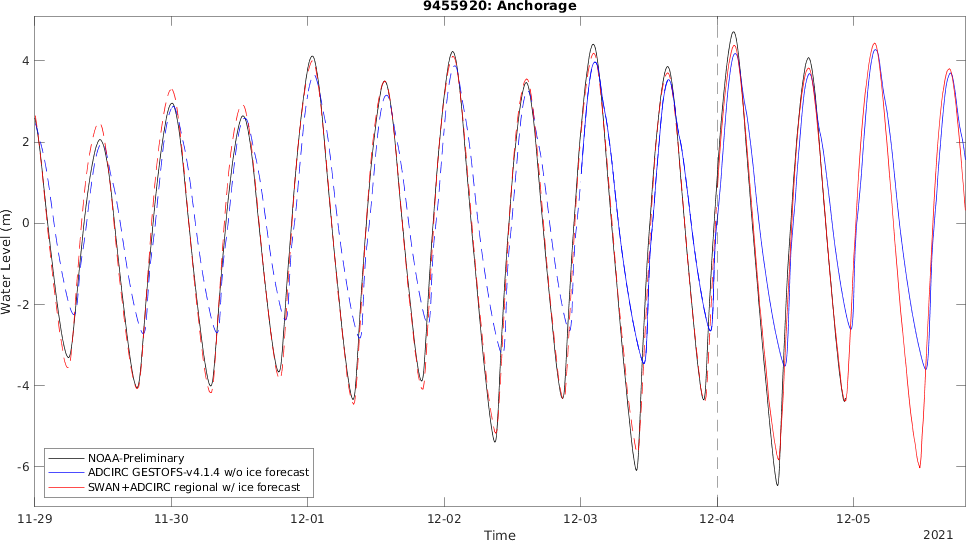 9455920: Anchorage
4
2
0
-2
-4
-6
Water Level (m)
NOAA-Preliminary
ADCIRC GESTOFS-v4.1.4 w/o ice forecast
SWAN+ADCIRC regional w/ ice forecast
11-29 11-30 12-01 12-02 12-03 12-04 12-05
Time
2021